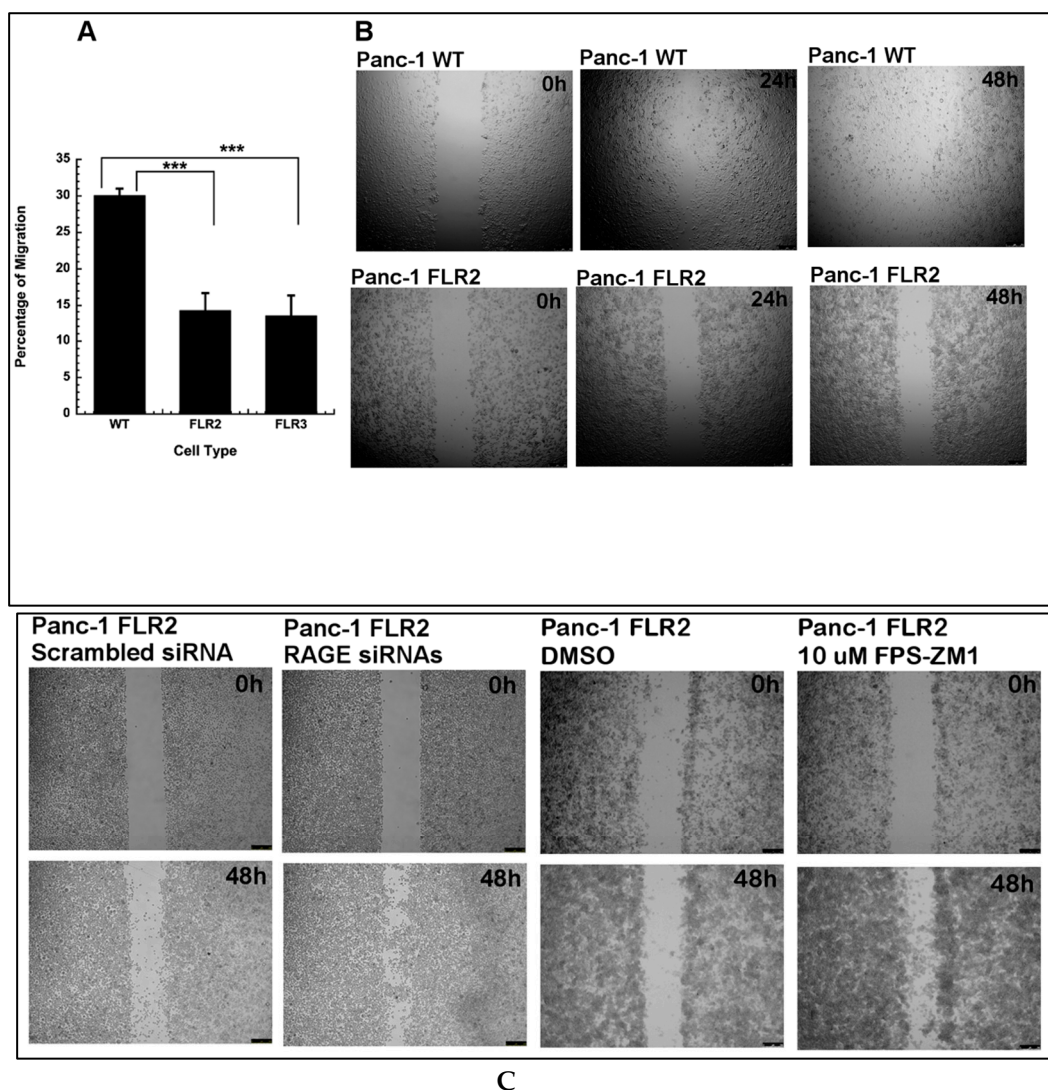 A
35
30
25
20
15
10
5
0
Percentage of Migration
***
***
WT
FLR2
FLR3
Cell Type
B
Panc-1 WT
0h
Panc-1 WT
24h
Panc-1 WT
48h
Panc-1 FLR2
0h
Panc-1 FLR2
24h
Panc-1 FLR2
48h
Panc-1 FLR2
Scrambled siRNA
0h
Panc-1 FLR2
RAGE siRNAs
0h
Panc-1 FLR2
DMSO
0h
Panc-1 FLR2
10 uM FPS-ZM1
0h
48h
48h
48h
48h
C